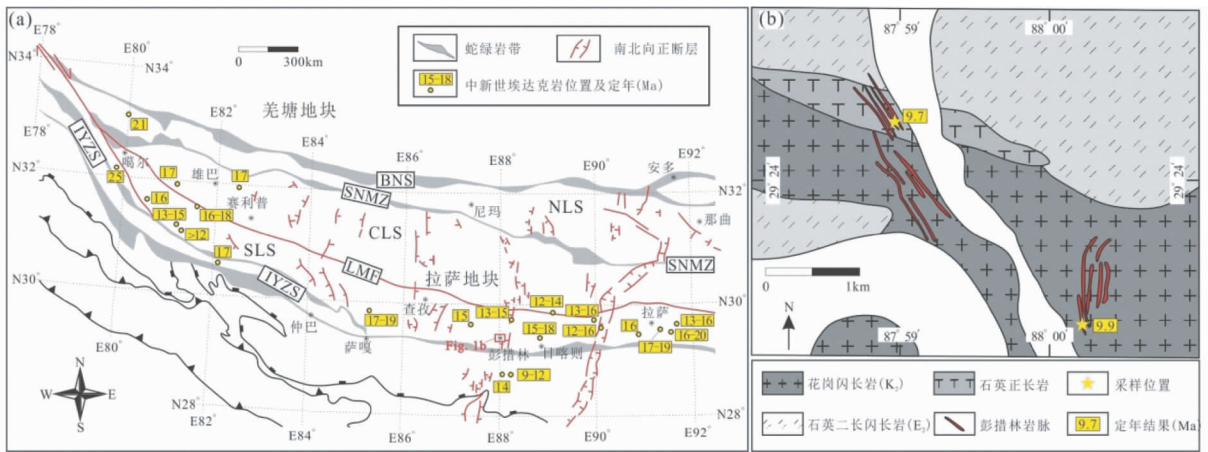 (a)
E78°
N34°
E80°
N34°
0
300km
蛇绿岩带
南北向正断层
15-18
中新世埃达克岩位置及定年(Ma)
E82°
羌塘地块
E84°
E78°
21
IYZS
噶尔
25
N32°
17
雄巴
17
E86°
BNS
SNMZ
E90°
安多
E92°
N32°
16
赛利普
16-18
13-15
>12
尼玛
NLS
那曲
CLS
17
SLS
LMF
拉萨地块
SNMZ
N30°
IYZS
仲巴
查孜
12-14
N30°
17-19
15
13-15
13-16
拉萨
13-16
15-18
12-16
16
16-20
17-19
萨嘎
Fig.1b
彭措林
日喀则
E80°
9-12
14
N
W
E
S
N28°
E82°
E84°
E86°
E88°
E90°
N28°
E92°
(b)
87°59′
88°00′
9.7
29°24′
29°24′
0
1km
N
87°59′
88°00′
9.9
花岗闪长岩(K₂)
石英正长岩
采样位置
石英二长闪长岩(E₂)
彭措林岩脉
9.7
定年结果(Ma)